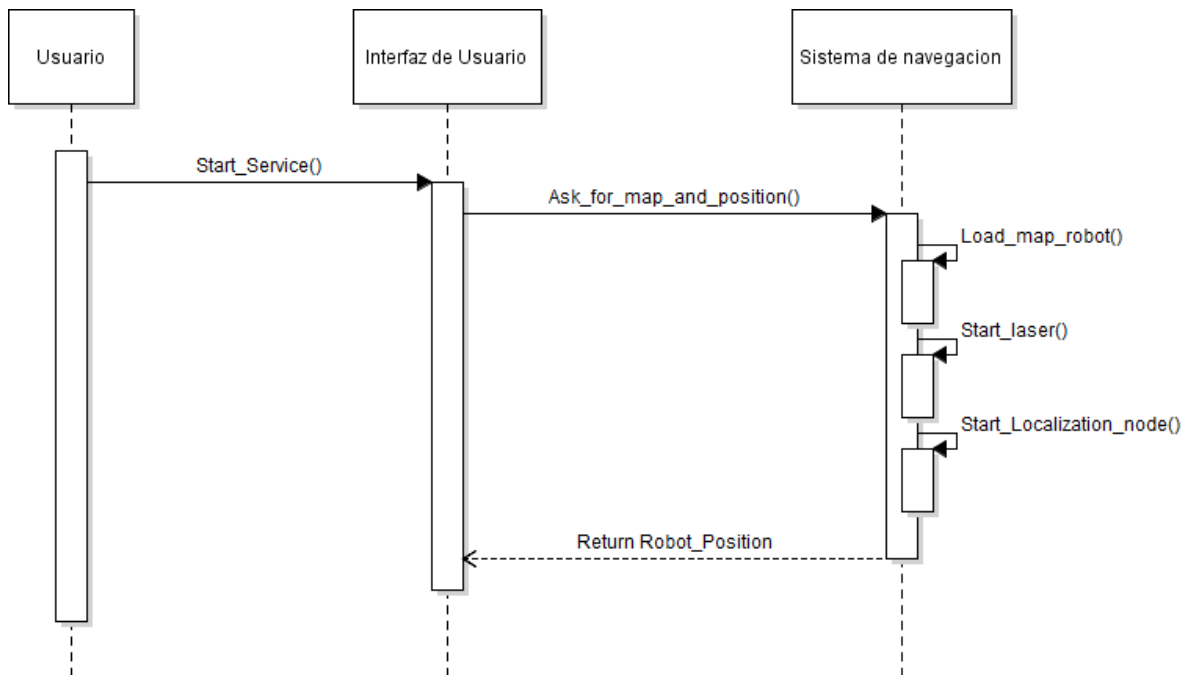 Usuario
Interfaz de Usuario
Sistema de navegacion
Start_Service()
Ask_for_map_and_position()
Load_map_robot()
Start_laser()
Start_Localization_node()
Return Robot_Position